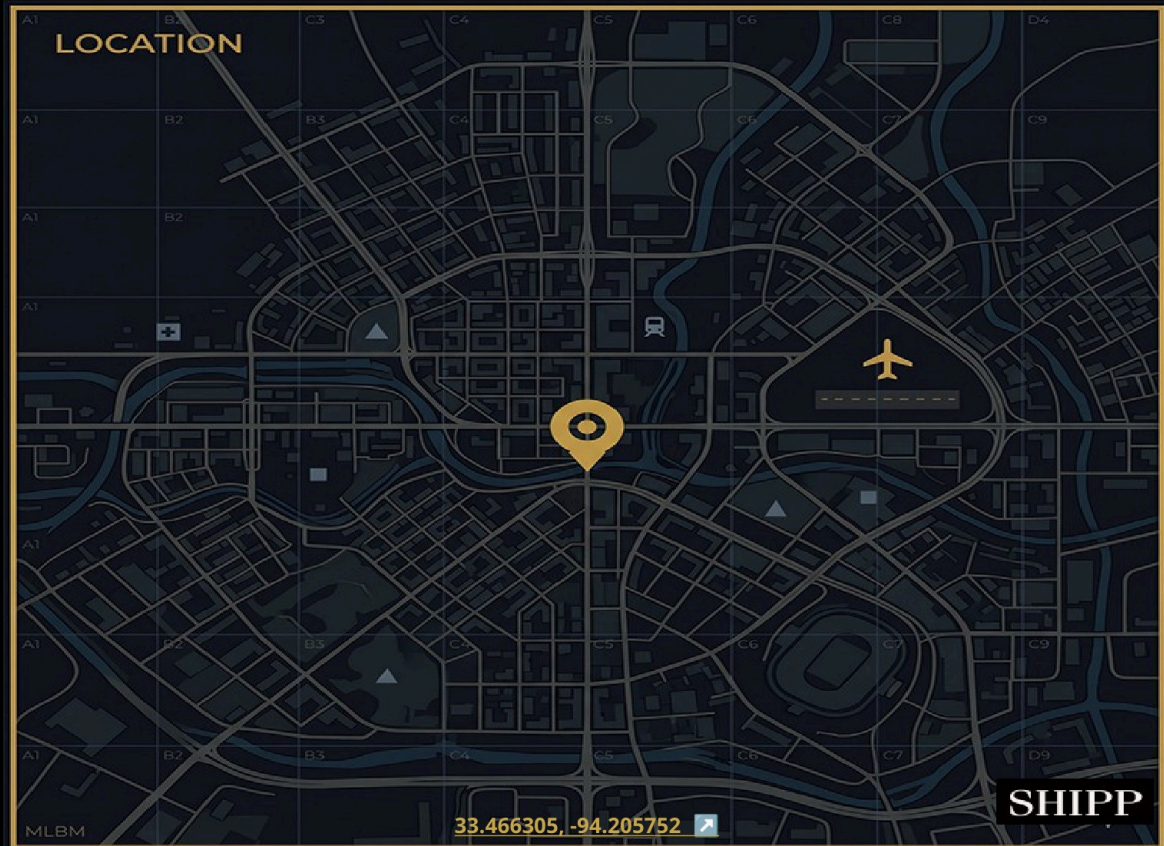 A1 B2 C3 C4 C5 C6 C8 D4
LOCATION
A1 B2 B3 C4 C5 C6 C7 C9
A1 B2
A1
A1
A1 B2 B3 C4 C5 C6 C7 C9
A1 B2 B3 C4 C5 C6 C7 D9
SHIPP
33.466305, -94.205752
MLBM